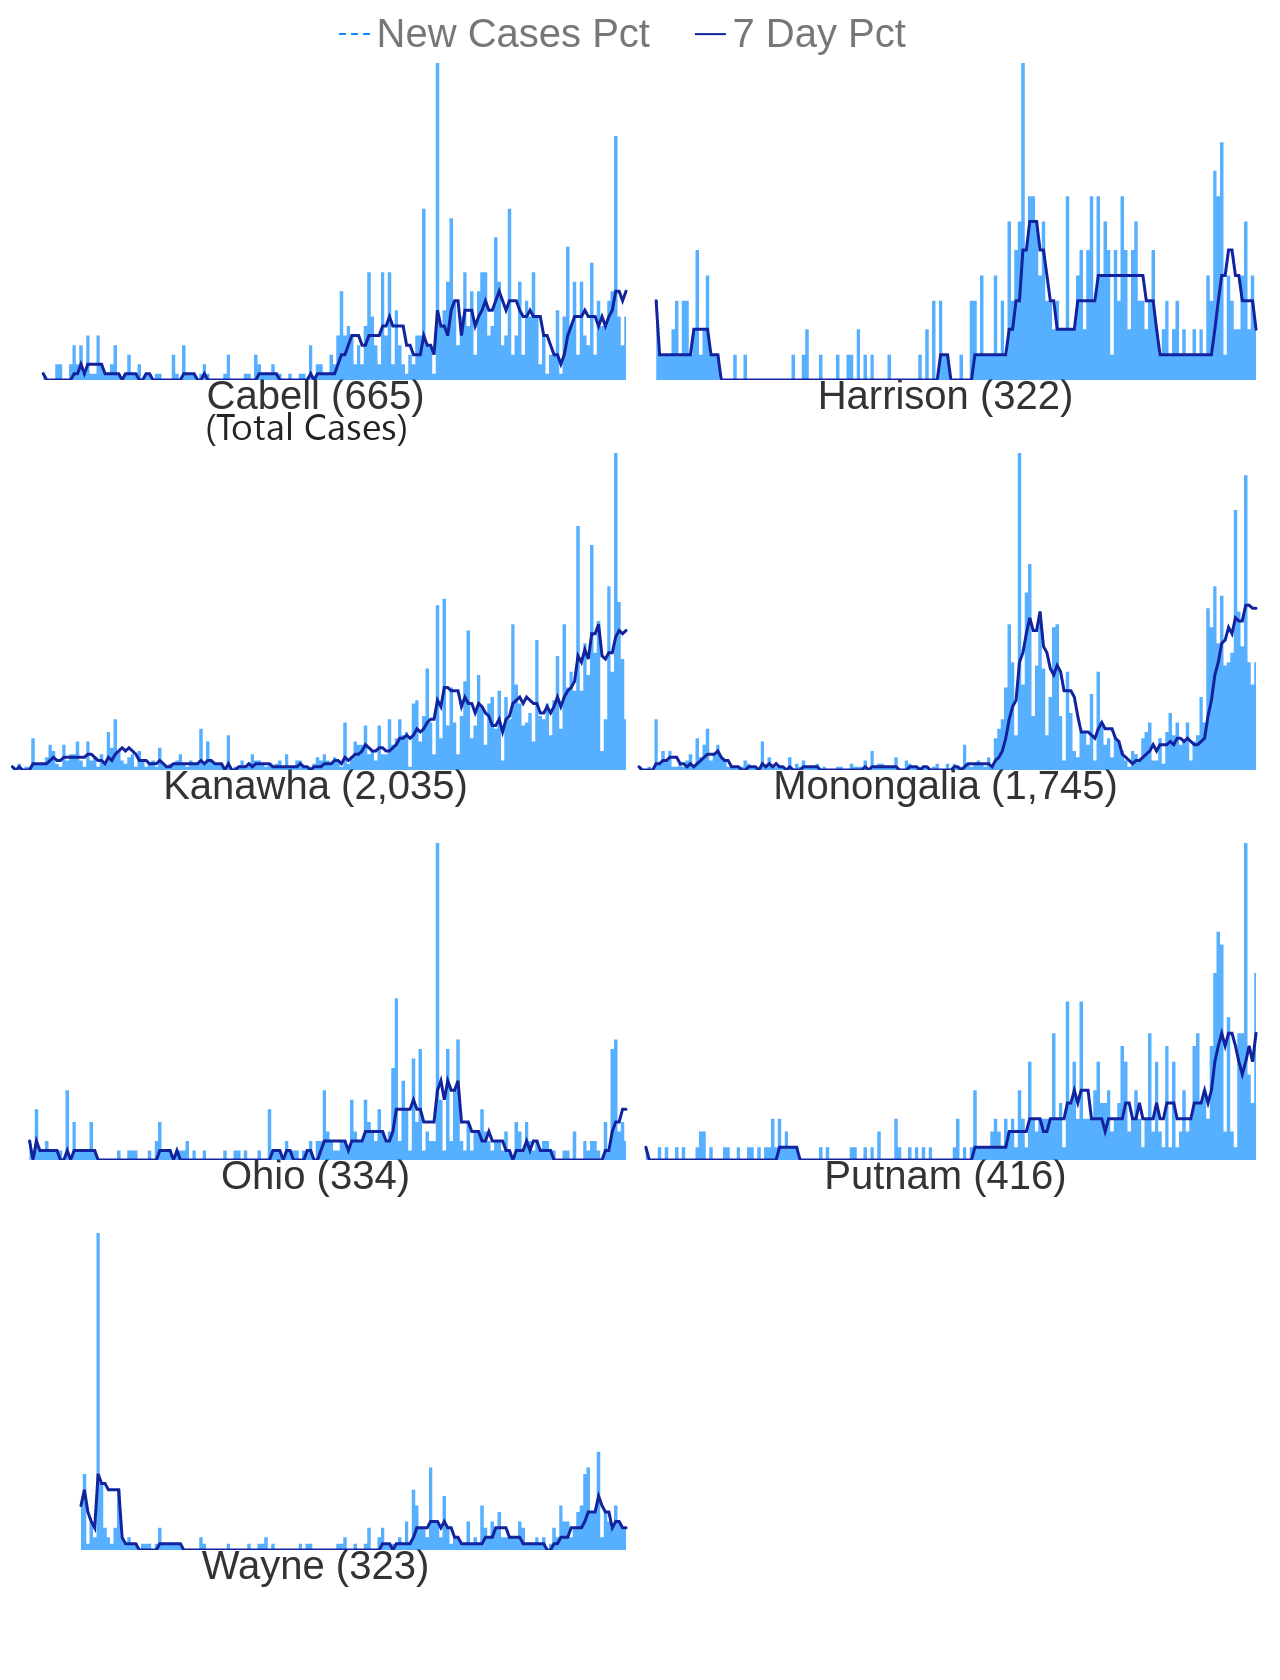 New Cases Pct 7 Day Pct
Cabell (665) Harrison (322)
(Total Cases)
Kanawha (2,035) Monongalia (1,745)
Ohio (334) Putnam (416)
Wayne (323)